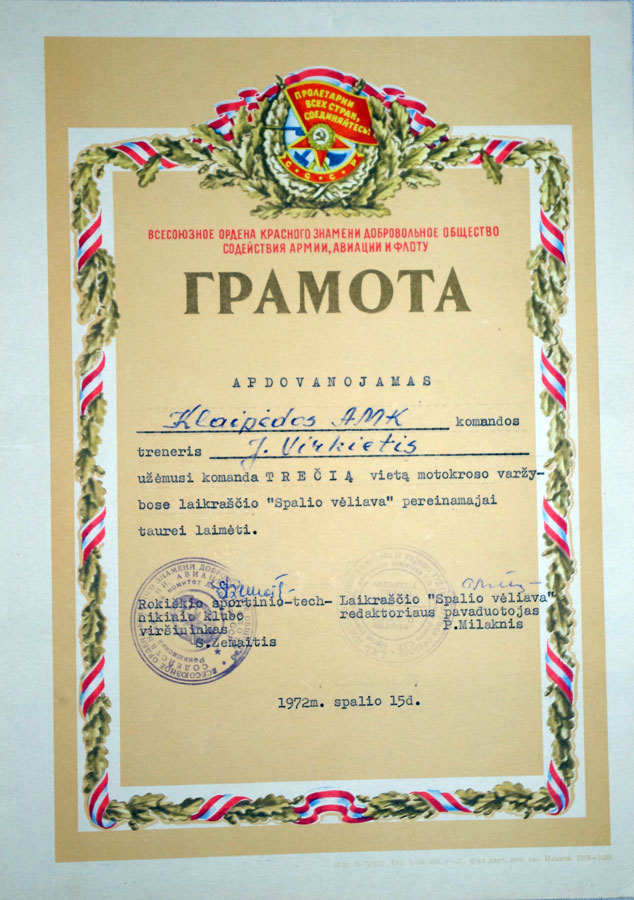 ПРОЛЕТАРИИ
ВСЕХ СТРАН,
СОЕДИНЯЙТЕСЬ!
С·С·С·Р
ВСЕСОЮЗНОЕ ОРДЕНА КРАСНОГО ЗНАМЕНИ ДОБРОВОЛЬНОЕ ОБЩЕСТВО
СОДЕЙСТВИЯ АРМИИ, АВИАЦИИ И ФЛОТУ
ГРАМОТА
APDOVANOJAMAS
Klaipėdos AMK komandos
treneris J. Virkietis
užėmusi komanda TREČIĄ vietą motokroso varžy-
bose laikraščio "Spalio vėliava" pereinamajai
taurei laimėti.
Rokiškio sportinio-tech-
nikinio klubo
viršininkas
S.Žemaitis
Laikraščio "Spalio vėliava"
redaktoriaus pavaduotojas
P.Milaknis
1972m. spalio 15d.